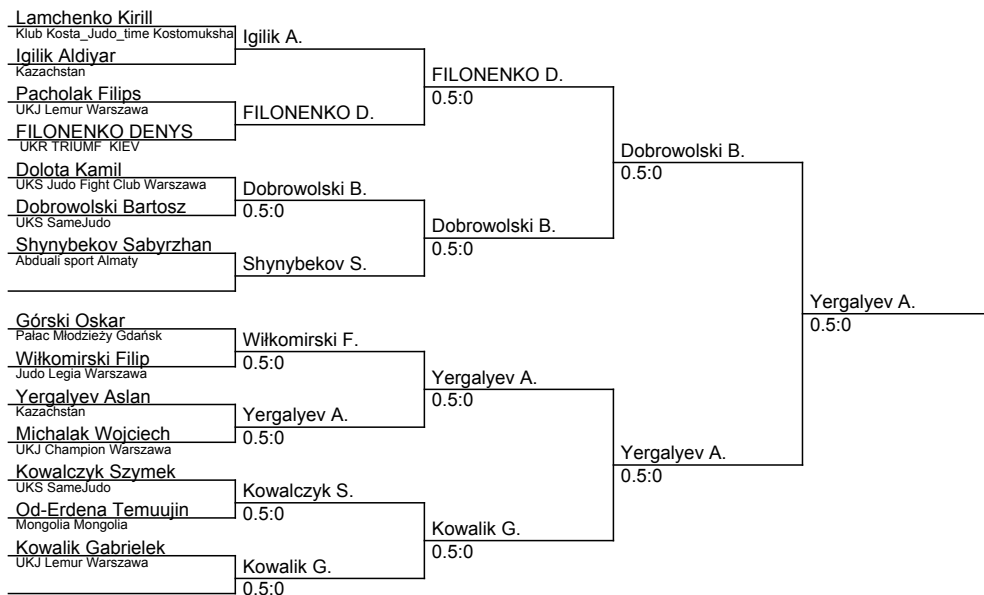 Lamchenko Kirill
Klub Kosta_Judo_time Kostomuksha
Igilik Aldiyar
Kazachstan
Pacholak Filips
UKJ Lemur Warszawa
FILONENKO DENYS
UKR TRIUMF KIEV
Dolota Kamil
UKS Judo Fight Club Warszawa
Dobrowolski Bartosz
UKS SameJudo
Shynybekov Sabyrzhan
Abduali sport Almaty
Górski Oskar
Pałac Młodzieży Gdańsk
Wiłkomirski Filip
Judo Legia Warszawa
Yergalyev Aslan
Kazachstan
Michalak Wojciech
UKJ Champion Warszawa
Kowalczyk Szymek
UKS SameJudo
Od-Erdena Temuujin
Mongolia Mongolia
Kowalik Gabrielek
UKJ Lemur Warszawa
Igilik A.
FILONENKO D.
Dobrowolski B.
0.5:0
Shynybekov S.
Wiłkomirski F.
0.5:0
Yergalyev A.
0.5:0
Kowalczyk S.
0.5:0
Kowalik G.
0.5:0
FILONENKO D.
0.5:0
Dobrowolski B.
0.5:0
Yergalyev A.
0.5:0
Kowalik G.
0.5:0
Dobrowolski B.
0.5:0
Yergalyev A.
0.5:0
Yergalyev A.
0.5:0